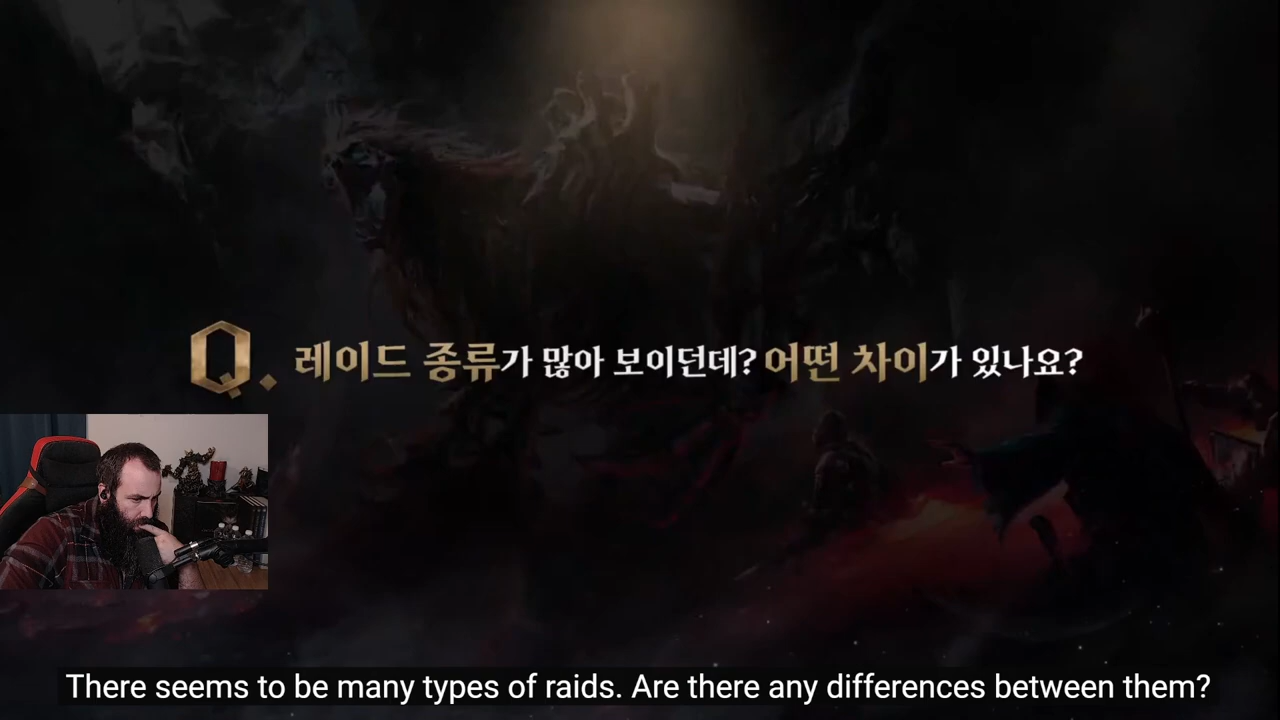 Q. 레이드 종류가 많아 보이던데? 어떤 차이가 있나요?
There seems to be many types of raids. Are there any differences between them?